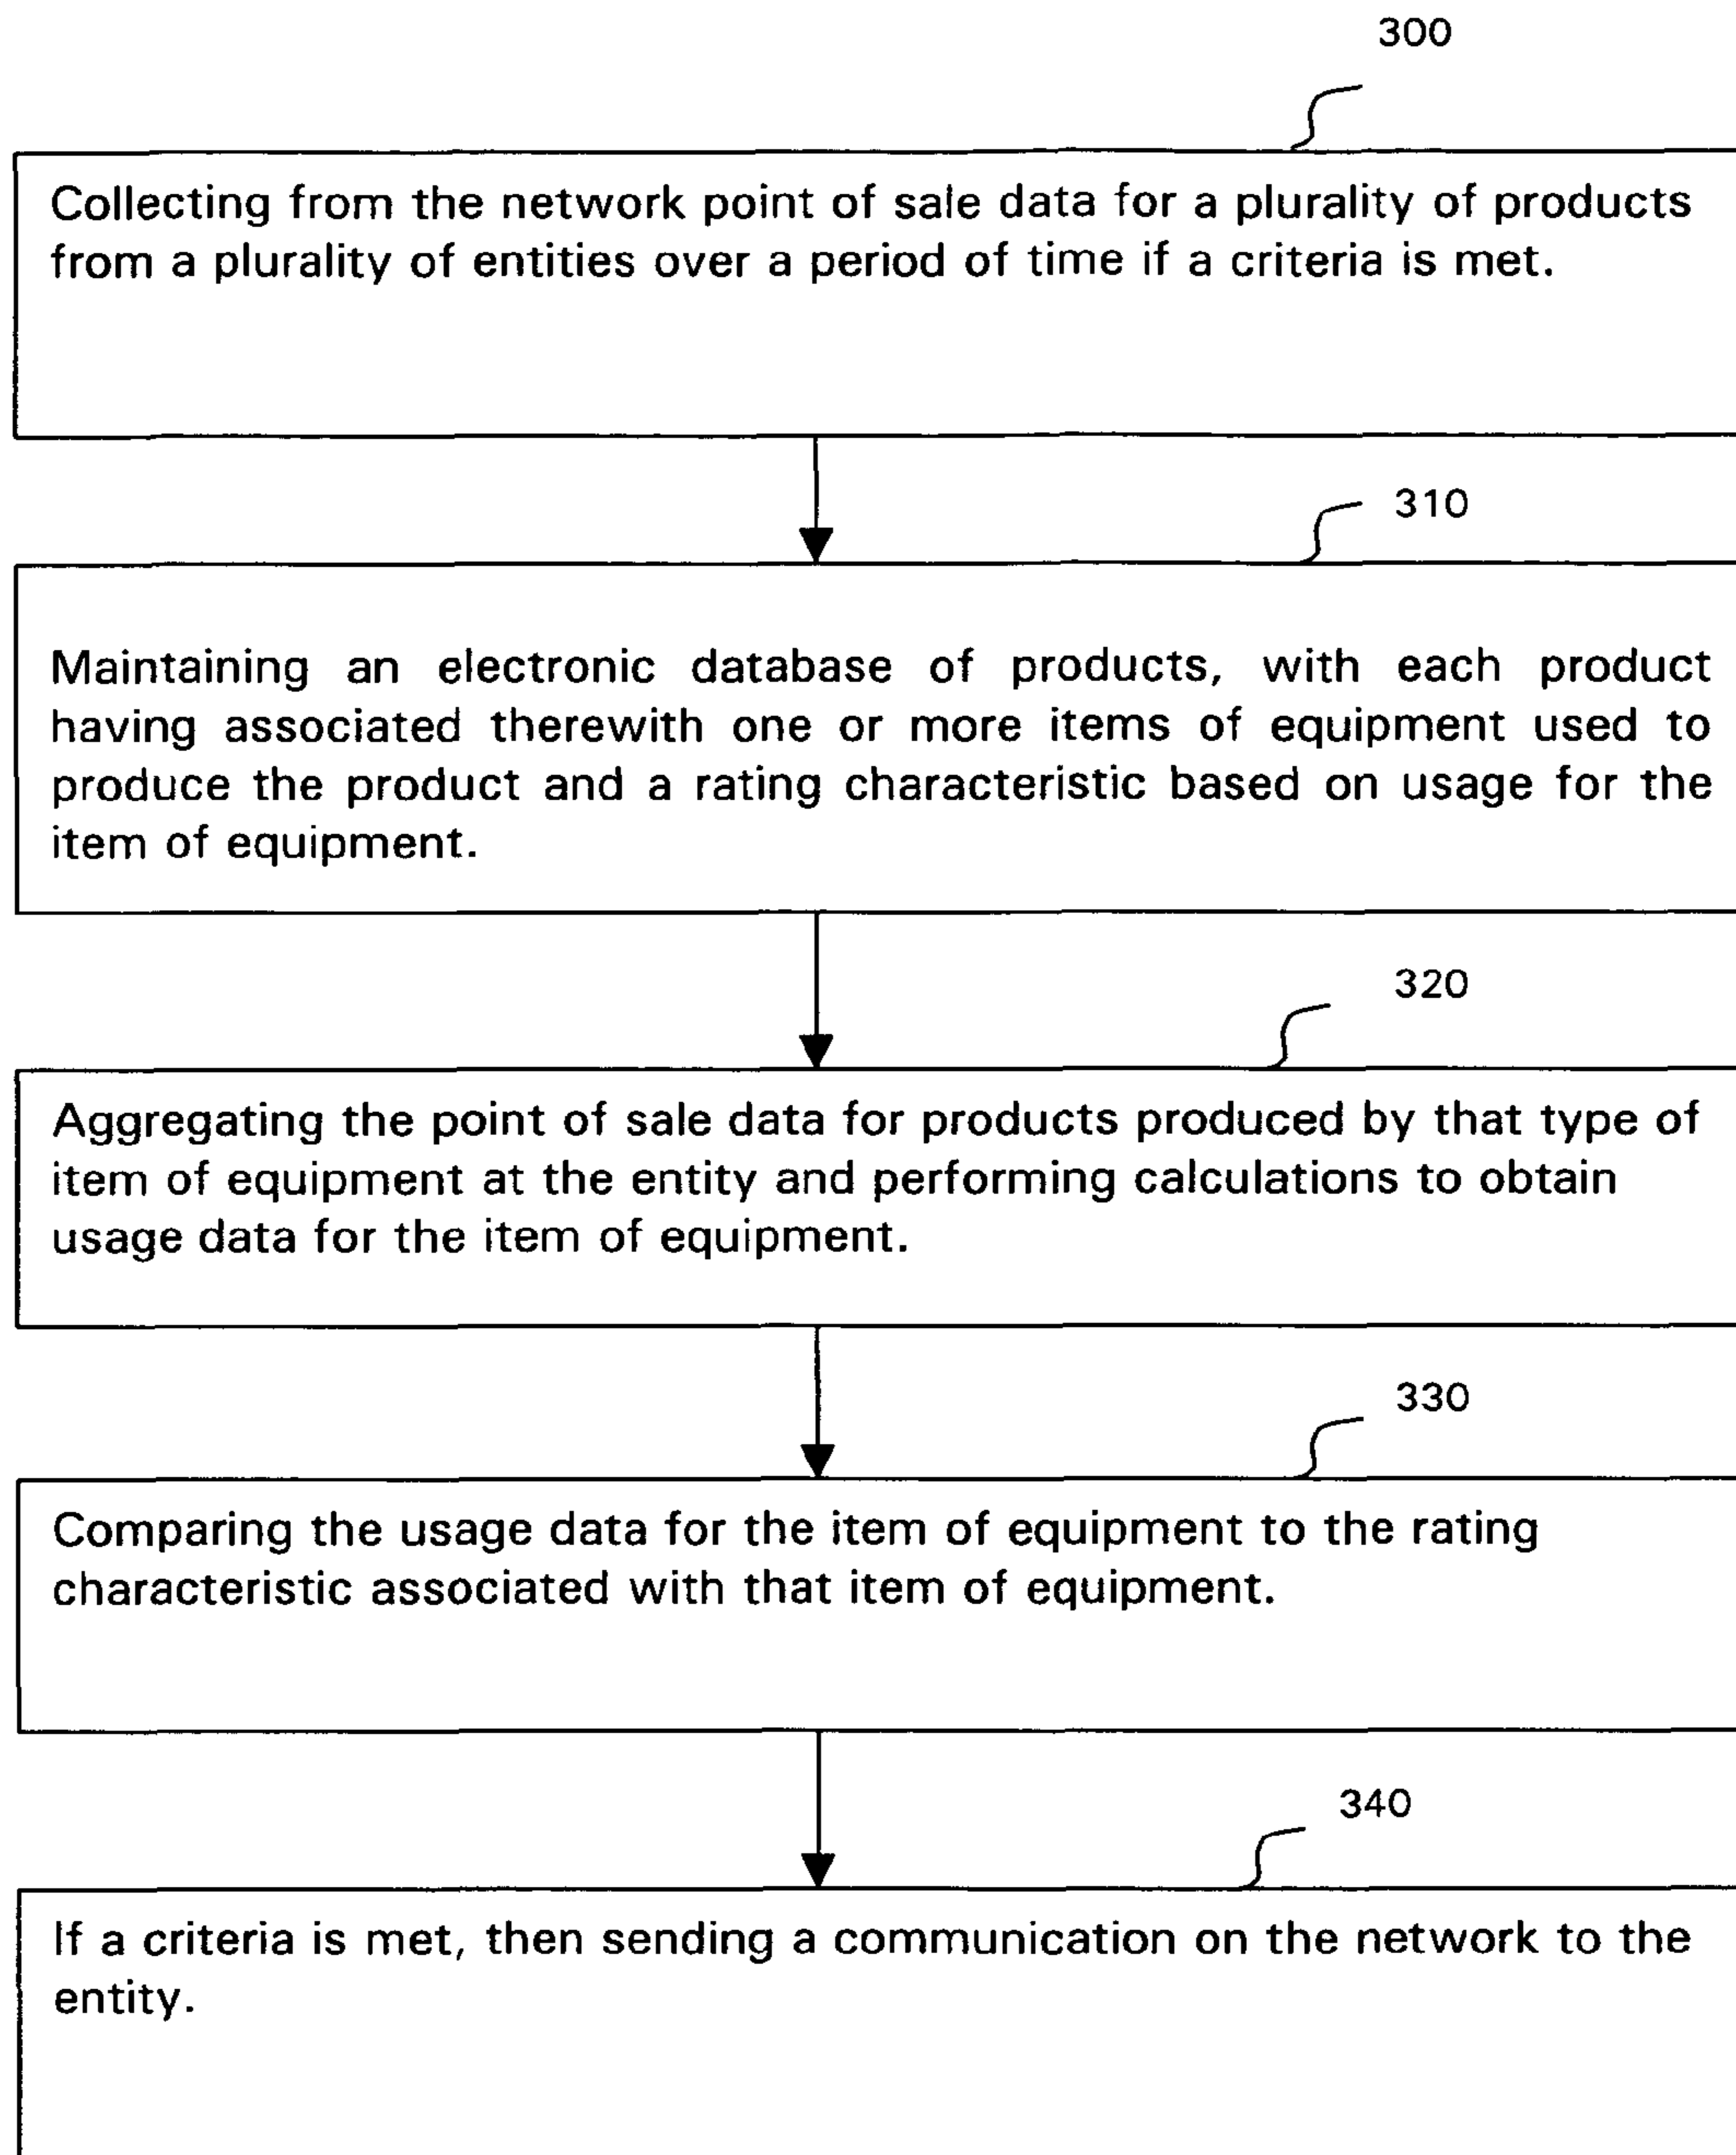 300
Collecting from the network point of sale data for a plurality of products
from a plurality of entities over a period of time if a criteria is met.
310
Maintaining an electronic database of products, with each product
having associated therewith one or more items of equipment used to
produce the product and a rating characteristic based on usage for the
item of equipment.
320
Aggregating the point of sale data for products produced by that type of
item of equipment at the entity and performing calculations to obtain
usage data for the item of equipment.
330
Comparing the usage data for the item of equipment to the rating
characteristic associated with that item of equipment.
340
If a criteria is met, then sending a communication on the network to the
entity.